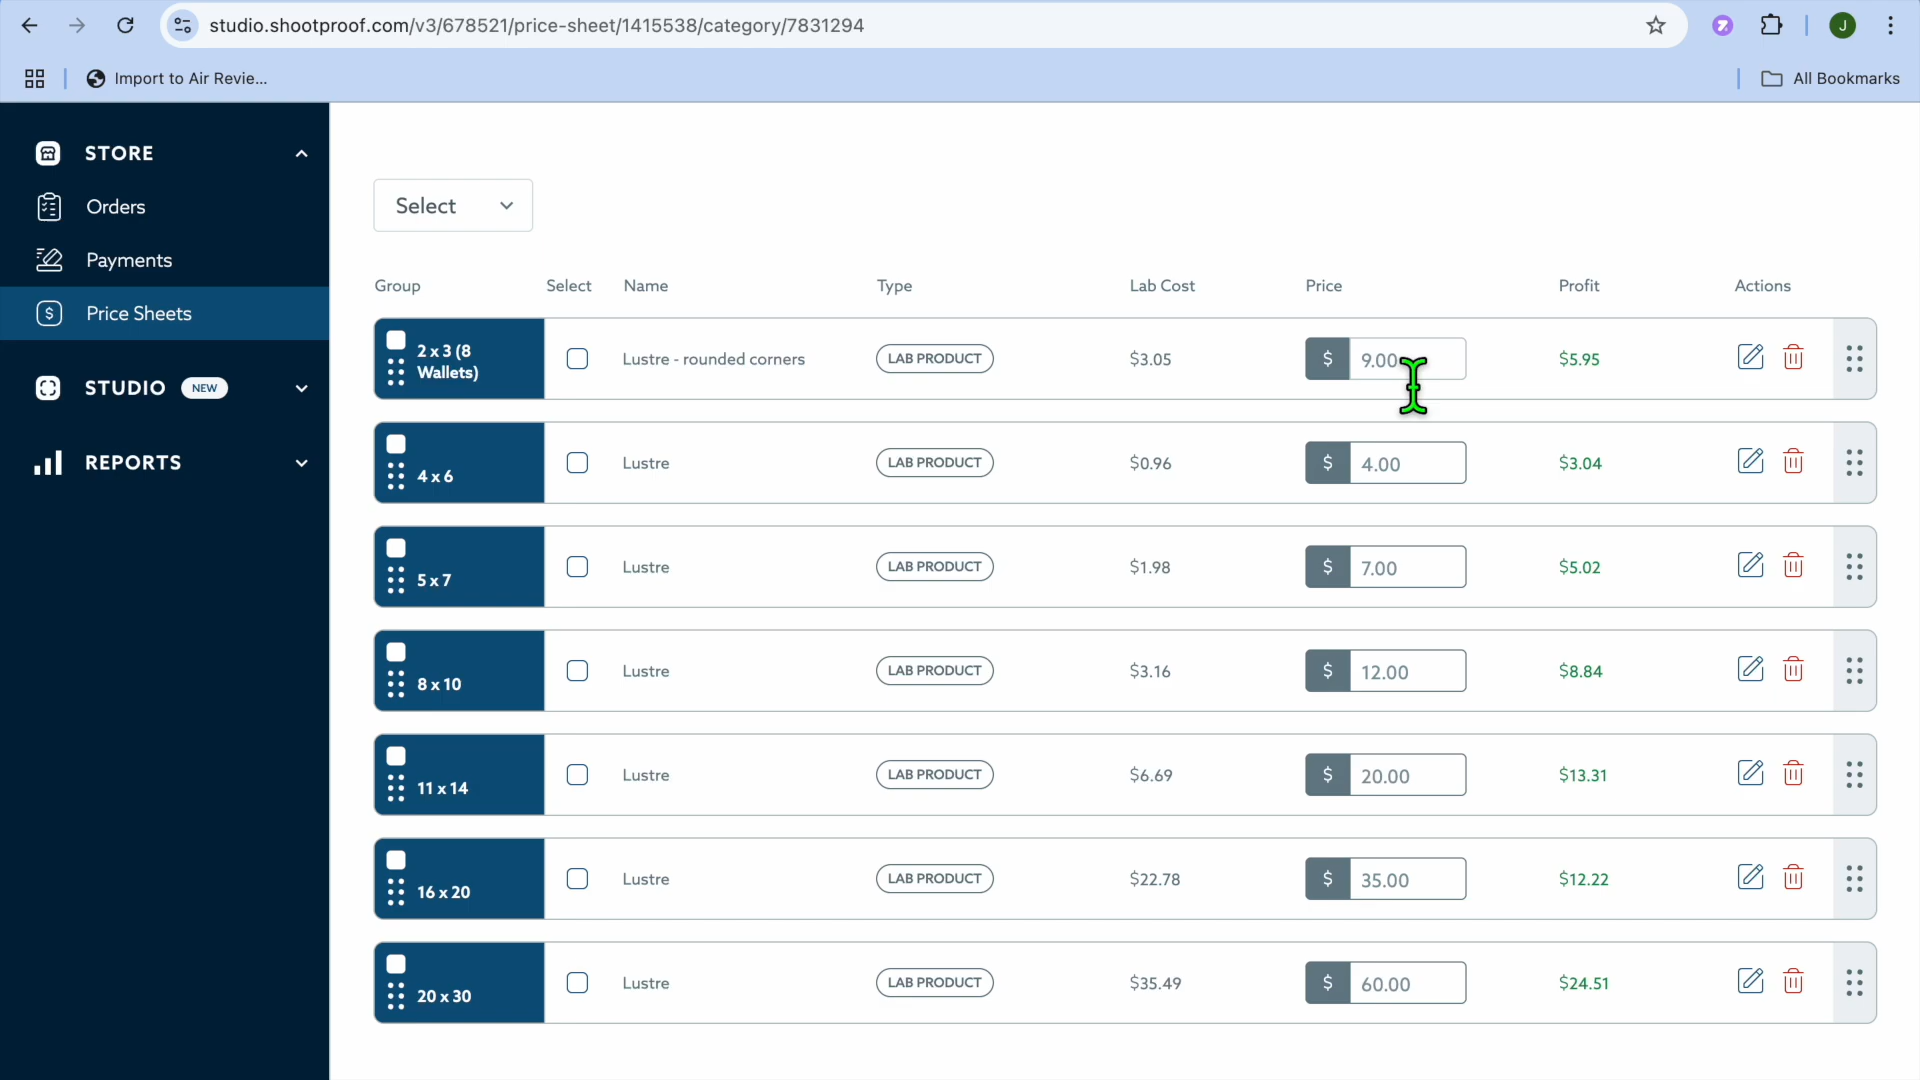 studio.shootproof.com/v3/678521/price-sheet/1415538/category/7831294
J
Import to Air Revie...
All Bookmarks
STORE
Orders
Payments
Price Sheets
STUDIO NEW
REPORTS
Select
Group Select Name Type Lab Cost Price Profit Actions
2 x 3 (8
Wallets)
Lustre - rounded corners LAB PRODUCT $3.05 $ 9.00 $5.95
4 x 6 Lustre LAB PRODUCT $0.96 $ 4.00 $3.04
5 x 7 Lustre LAB PRODUCT $1.98 $ 7.00 $5.02
8 x 10 Lustre LAB PRODUCT $3.16 $ 12.00 $8.84
11 x 14 Lustre LAB PRODUCT $6.69 $ 20.00 $13.31
16 x 20 Lustre LAB PRODUCT $22.78 $ 35.00 $12.22
20 x 30 Lustre LAB PRODUCT $35.49 $ 60.00 $24.51